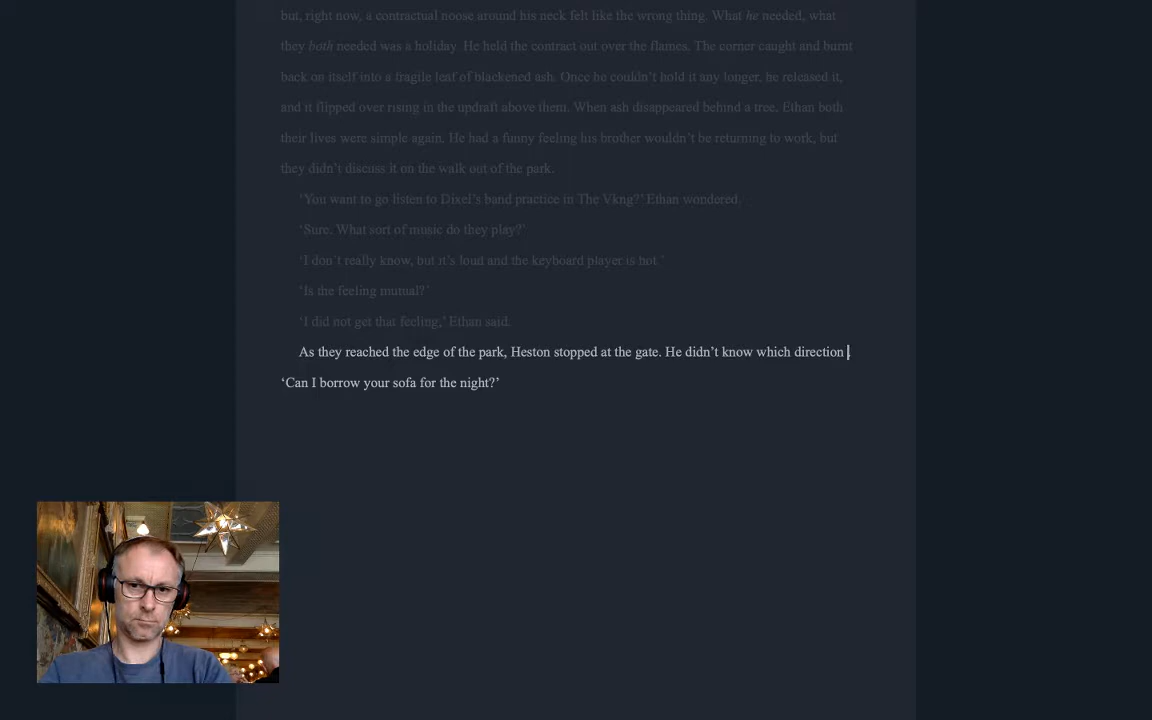 but, right now, a contractual noose around his neck felt like the wrong thing. What he needed, what
they both needed was a holiday. He held the contract out over the flames. The corner caught and burnt
back on itself into a fragile leaf of blackened ash. Once he couldn’t hold it any longer, he released it,
and it flipped over rising in the updraft above them. When ash disappeared behind a tree. Ethan both
their lives were simple again. He had a funny feeling his brother wouldn’t be returning to work, but
they didn’t discuss it on the walk out of the park.
‘You want to go listen to Dixel’s band practice in The Vkng?’ Ethan wondered.
‘Sure. What sort of music do they play?’
‘I don’t really know, but it’s loud and the keyboard player is hot.’
‘Is the feeling mutual?’
‘I did not get that feeling,’ Ethan said.
As they reached the edge of the park, Heston stopped at the gate. He didn’t know which direction .
‘Can I borrow your sofa for the night?’